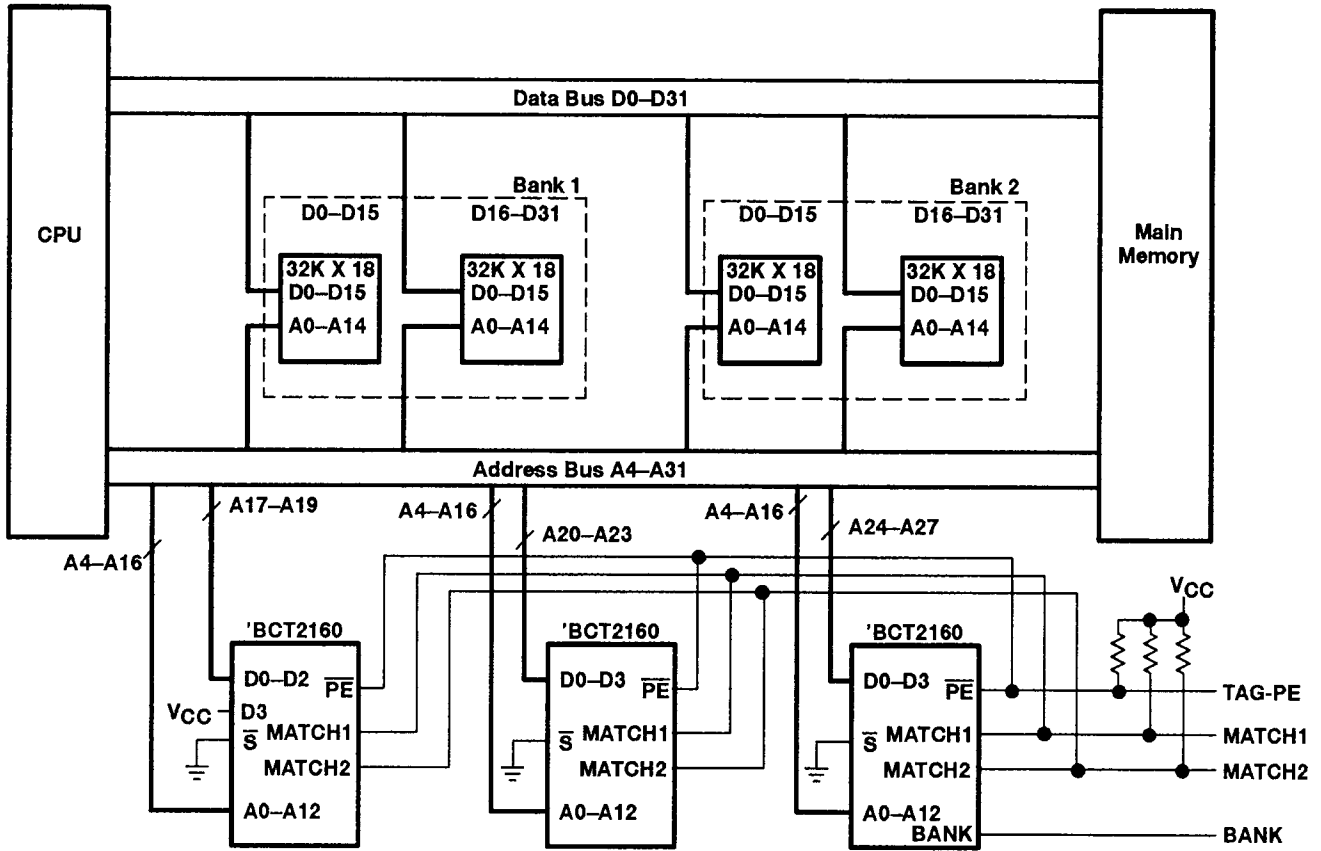 CPU
Data Bus D0–D31
Main
Memory
Bank 1
D0–D15
D16–D31
32K X 18
D0–D15
A0–A14
32K X 18
D0–D15
A0–A14
Bank 2
D0–D15
D16–D31
32K X 18
D0–D15
A0–A14
32K X 18
D0–D15
A0–A14
Address Bus A4–A31
A4–A16
A17–A19
A4–A16
A20–A23
A4–A16
A24–A27
'BCT2160
D0–D2
PE
VCC
D3
S
MATCH1
MATCH2
A0–A12
'BCT2160
D0–D3
PE
S
MATCH1
MATCH2
A0–A12
'BCT2160
D0–D3
PE
S
MATCH1
MATCH2
A0–A12
BANK
VCC
TAG-PE
MATCH1
MATCH2
BANK